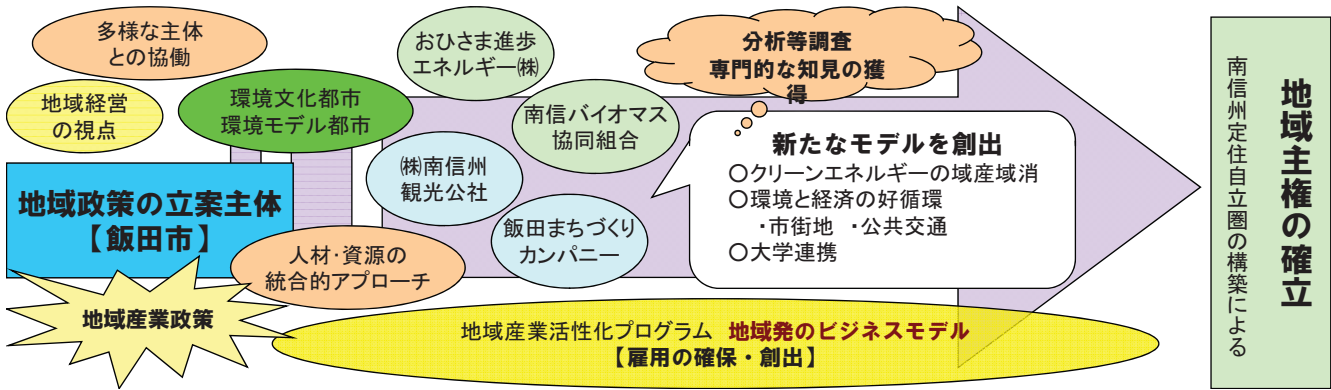 多様な主体
との協働
地域経営
の視点
環境文化都市
環境モデル都市
地域政策の立案主体
【飯田市】
人材・資源の
統合的アプローチ
地域産業政策
おひさま進歩
エネルギー㈱
南信バイオマス
協同組合
㈱南信州
観光公社
飯田まちづくり
カンパニー
分析等調査
専門的な知見の獲
得
新たなモデルを創出
○クリーンエネルギーの域産域消
○環境と経済の好循環
・市街地 ・公共交通
○大学連携
地域産業活性化プログラム 地域発のビジネスモデル
【雇用の確保・創出】
地域主権の確立
南信州定住自立圏の構築による